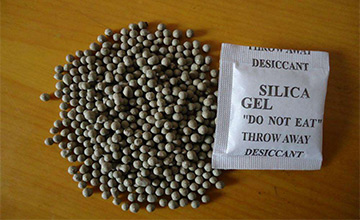 THROW AWAY
DESICCANT
SILICA
GEL
"DO NOT EAT"
THROW AWAY
DESICCANT